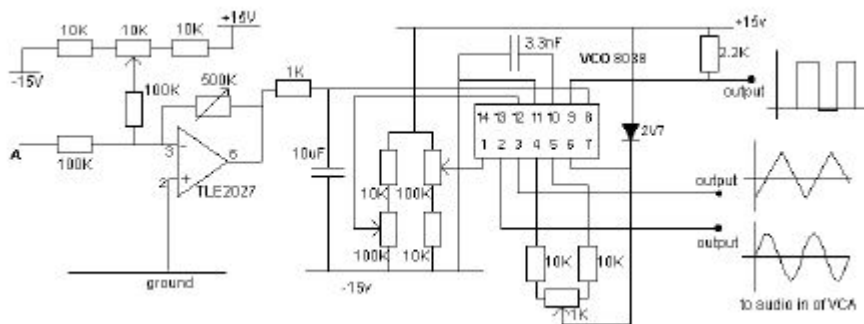 +15V
10K 10K 10K
-15V
100K
500K
1K
A
100K
3
2
6
TLE2027
ground
10uF
10K 100K
100K 10K
-15v
3.3nF
VCO 8038
14 13 12 11 10 9 8
1 2 3 4 5 6 7
10K 10K
1K
+15v
2.2K
2V7
output
output
output
to audio in of VCA